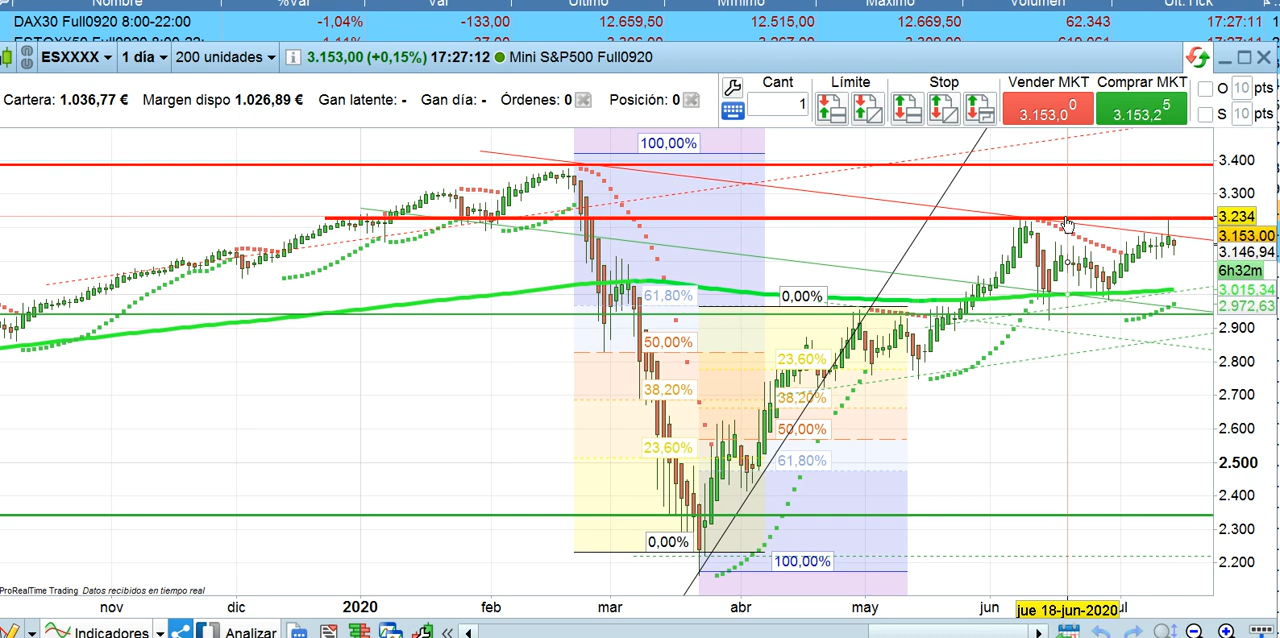 Nombre %Var Var Último Mínimo Máximo Volumen Últ.Tick
DAX30 Full0920 8:00-22:00 -1,04% -133,00 12.659,50 12.515,00 12.669,50 62.343 17:27:11
ESXXXX 1 día 200 unidades 3.153,00 (+0,15%) 17:27:12 Mini S&P500 Full0920
Cant Límite Stop Vender MKT Comprar MKT
Cartera: 1.036,77 € Margen dispo 1.026,89 € Gan latente: - Gan día: - Órdenes: 0 Posición: 0
1
3.153,0 0
3.153,2 5
O 10 pts
S 10 pts
100,00%
61,80%
50,00%
38,20%
23,60%
0,00%
0,00%
23,60%
38,20%
50,00%
61,80%
100,00%
3.400
3.300
3.234
3.153,00
3.146,94
6h32m
3.015,34
2.972,63
2.900
2.800
2.700
2.600
2.500
2.400
2.300
2.200
ProRealTime Trading Datos recibidos en tiempo real
nov dic 2020 feb mar abr may jun jue 18-jun-2020
Indicadores Analizar